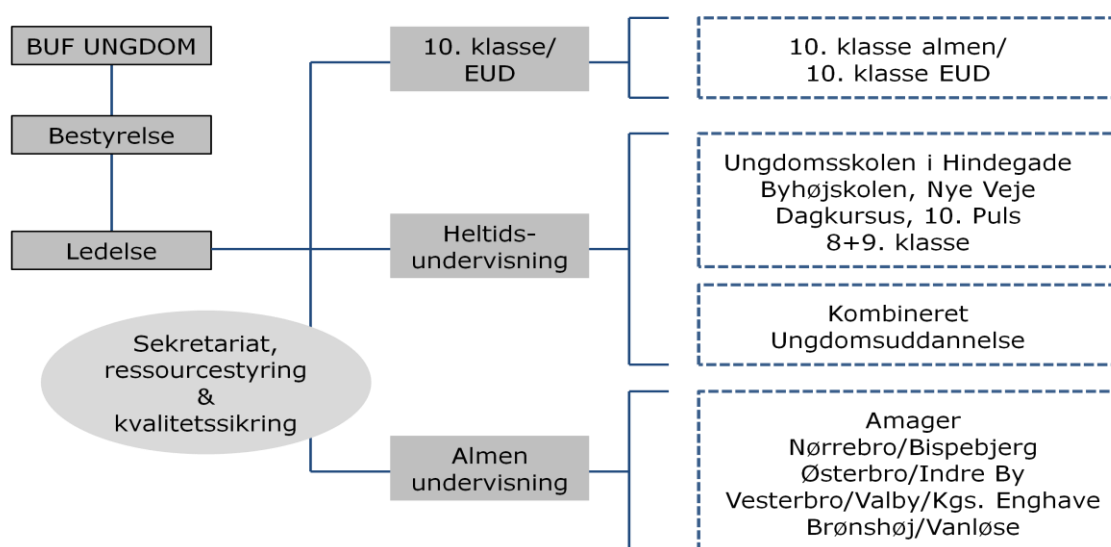 BUF UNGDOM
Bestyrelse
Ledelse
Sekretariat,
ressourcestyring
&
kvalitetssikring
10. klasse/
EUD
Heltids-
undervisning
Almen
undervisning
10. klasse almen/
10. klasse EUD
Ungdomsskolen i Hindegade
Byhøjskolen, Nye Veje
Dagkursus, 10. Puls
8+9. klasse
Kombineret
Ungdomsuddannelse
Amager
Nørrebro/Bispebjerg
Østerbro/Indre By
Vesterbro/Valby/Kgs. Enghave
Brønshøj/Vanløse